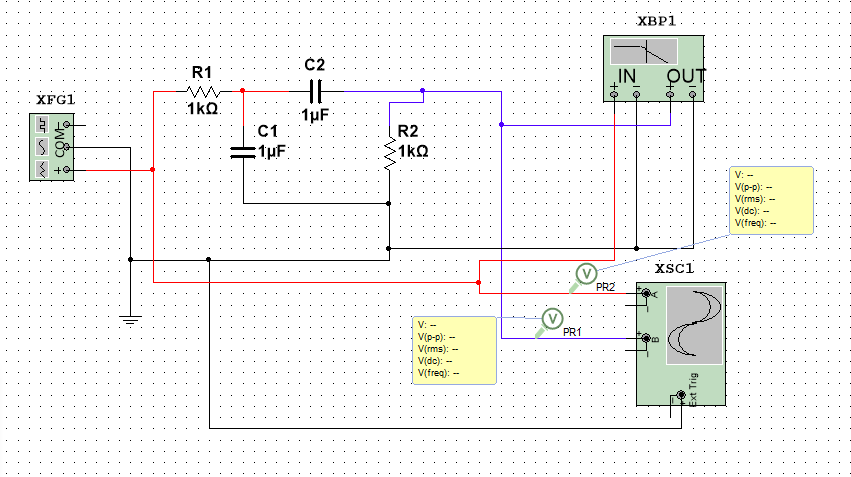 XBP1
IN OUT
+ − + −
XFG1
COM
−
+
R1
1kΩ
C2
1µF
C1
1µF
R2
1kΩ
V: --
V(p-p): --
V(rms): --
V(dc): --
V(freq): --
XSC1
V
PR2
V
PR1
V: --
V(p-p): --
V(rms): --
V(dc): --
V(freq): --
+ A
−
+ B
−
Ext Trig
− +